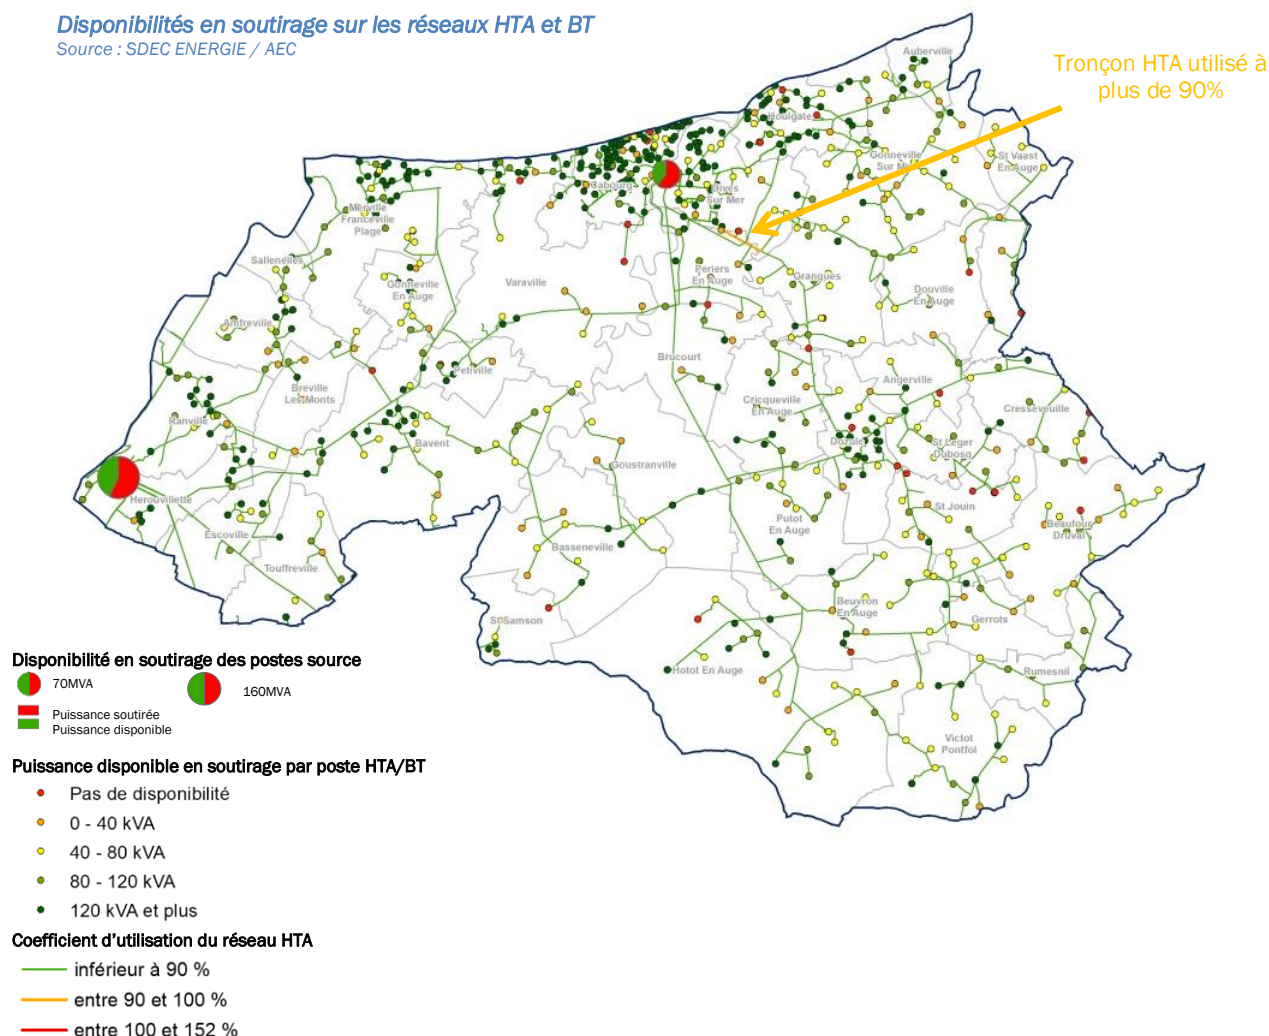 Disponibilités en soutirage sur les réseaux HTA et BT
Source : SDEC ENERGIE / AEC
Tronçon HTA utilisé à
plus de 90%
Auberville
Houlgate
Gonneville
Sur Mer
St Vaast
En Auge
Cabourg
Dives
Sur Mer
Merville
Franceville
Plage
Sallenelles
Gonneville
En Auge
Varaville
Periers
En Auge
Grangues
Douville
En Auge
Amfreville
Brucourt
Petiville
Angerville
Breville
Les Monts
Cricqueville
En Auge
Cresseveuille
Ranville
Bavent
Dozule
St Leger
Dubosq
Goustranville
Herouvillette
St Jouin
Putot
En Auge
Beaufour
Druval
Escoville
Basseneville
Touffreville
Beuvron
En Auge
St Samson
Gerrots
Hotot En Auge
Rumesnil
Victot
Pontfol
Disponibilité en soutirage des postes source
70MVA
160MVA
Puissance soutirée
Puissance disponible
Puissance disponible en soutirage par poste HTA/BT
Pas de disponibilité
0 - 40 kVA
40 - 80 kVA
80 - 120 kVA
120 kVA et plus
Coefficient d'utilisation du réseau HTA
inférieur à 90 %
entre 90 et 100 %
entre 100 et 152 %